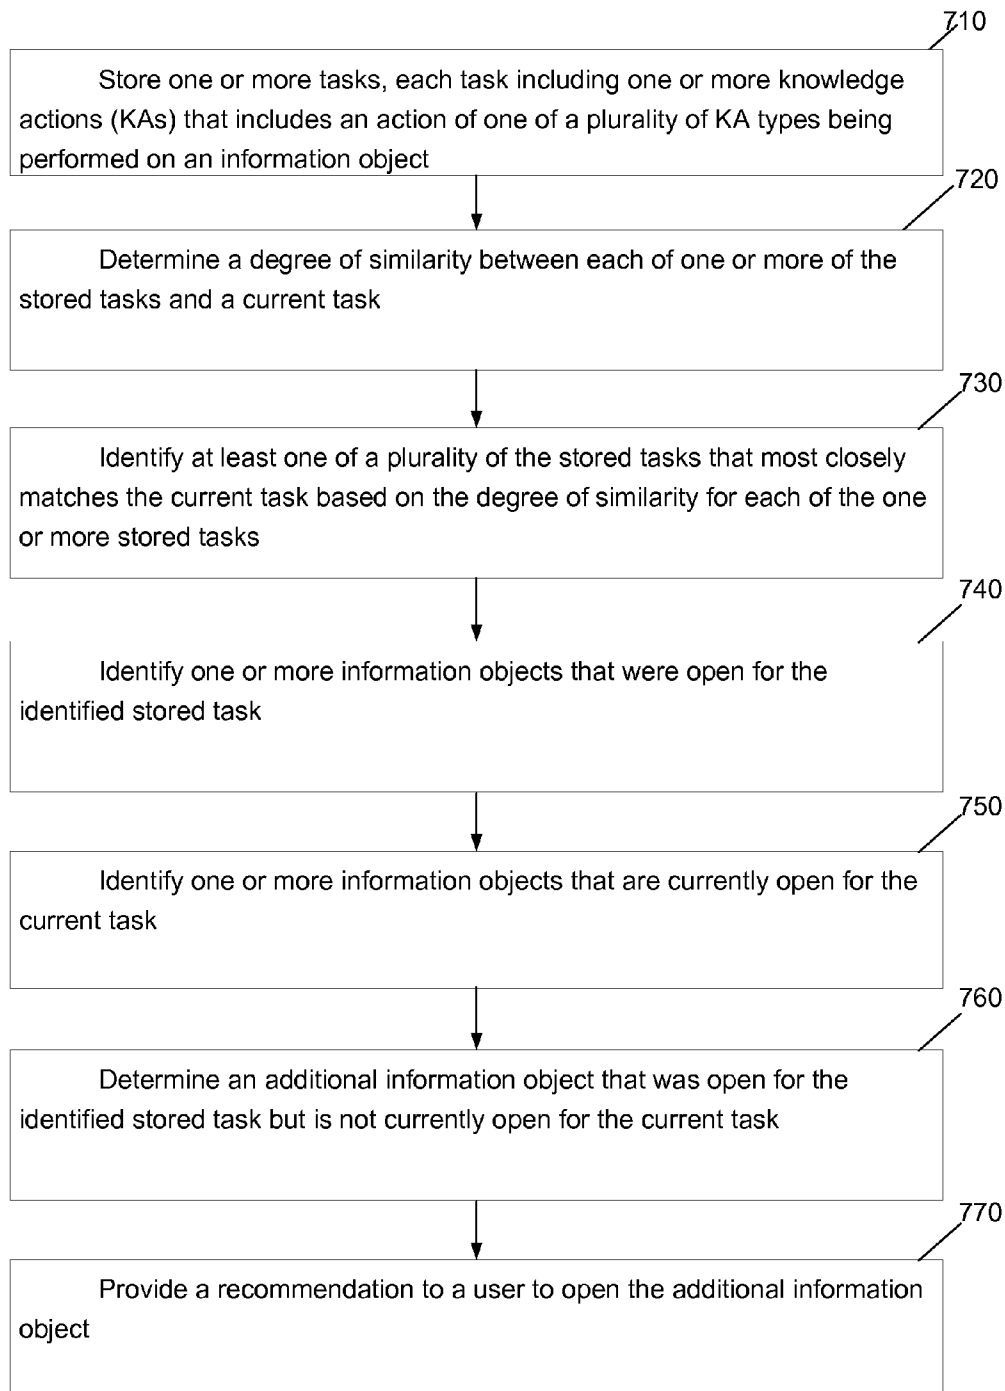 710
Store one or more tasks, each task including one or more knowledge
actions (KAs) that includes an action of one of a plurality of KA types being
performed on an information object
720
Determine a degree of similarity between each of one or more of the
stored tasks and a current task
730
Identify at least one of a plurality of the stored tasks that most closely
matches the current task based on the degree of similarity for each of the one
or more stored tasks
740
Identify one or more information objects that were open for the
identified stored task
750
Identify one or more information objects that are currently open for the
current task
760
Determine an additional information object that was open for the
identified stored task but is not currently open for the current task
770
Provide a recommendation to a user to open the additional information
object